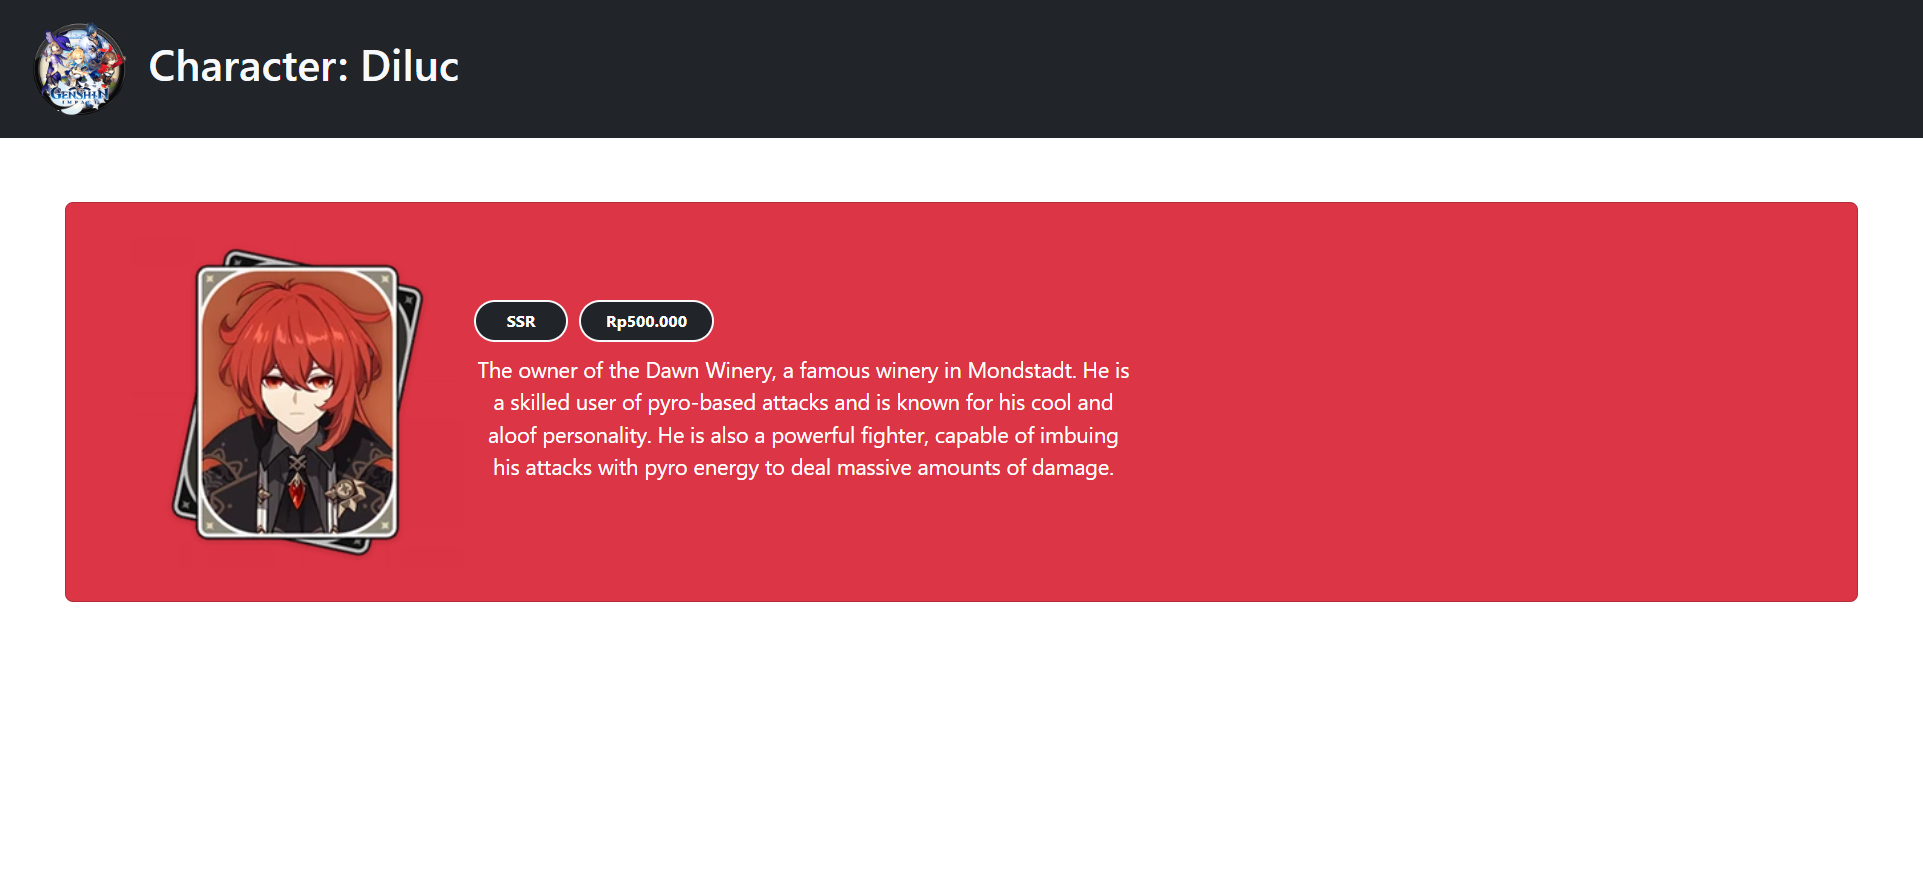 GENSHIN
IMPACT
Character: Diluc
SSR
Rp500.000
The owner of the Dawn Winery, a famous winery in Mondstadt. He is
a skilled user of pyro-based attacks and is known for his cool and
aloof personality. He is also a powerful fighter, capable of imbuing
his attacks with pyro energy to deal massive amounts of damage.